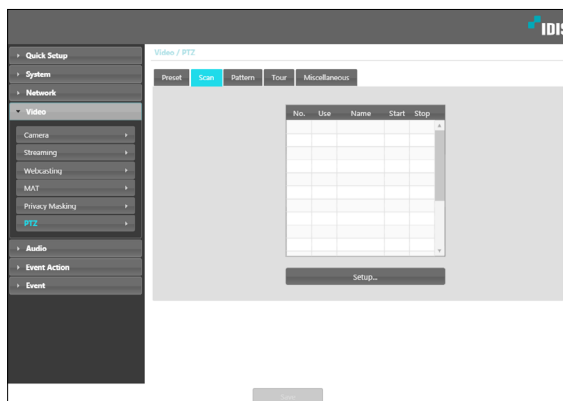 IDIS
Quick Setup
System
Network
Video
Camera
Streaming
Webcasting
MAT
Privacy Masking
PTZ
Audio
Event Action
Event
Video / PTZ
Preset Scan Pattern Tour Miscellaneous
No. Use Name Start Stop
Setup...
Save